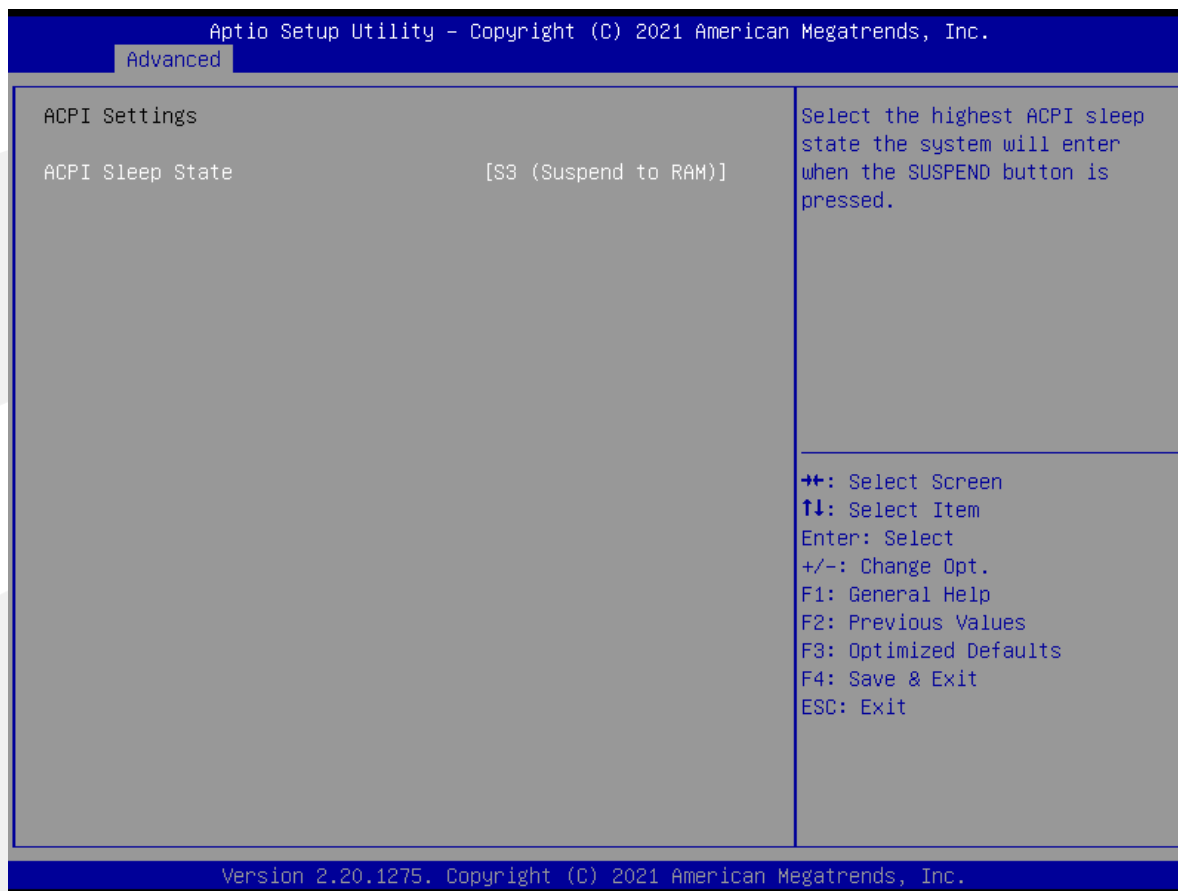 Aptio Setup Utility – Copyright (C) 2021 American Megatrends, Inc.
Advanced
ACPI Settings
ACPI Sleep State [S3 (Suspend to RAM)]
Select the highest ACPI sleep
state the system will enter
when the SUSPEND button is
pressed.
→←: Select Screen
↑↓: Select Item
Enter: Select
+/-: Change Opt.
F1: General Help
F2: Previous Values
F3: Optimized Defaults
F4: Save & Exit
ESC: Exit
Version 2.20.1275. Copyright (C) 2021 American Megatrends, Inc.